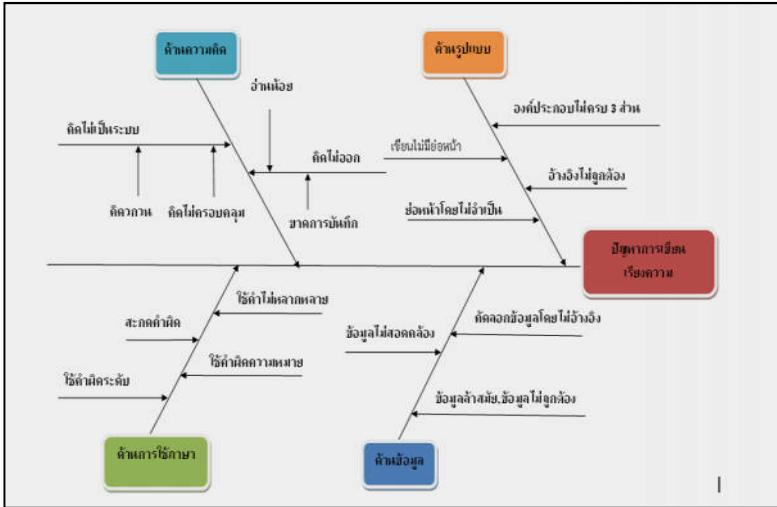 ด้านความคิด
ด้านรูปแบบ
อ่านน้อย
องค์ประกอบไม่ครบ 3 ส่วน
คิดไม่เป็นระบบ
เขียนไม่มีย่อหน้า
คิดไม่ออก
อ้างอิงไม่ถูกต้อง
คิดวกวน
คิดไม่ครอบคลุม
ขาดการบันทึก
ย่อหน้าโดยไม่จำเป็น
ปัญหาการเขียน
เรียงความ
ใช้คำไม่หลากหลาย
สะกดคำผิด
คัดลอกข้อมูลโดยไม่อ้างอิง
ข้อมูลไม่สอดคล้อง
ใช้คำผิดความหมาย
ใช้คำผิดระดับ
ข้อมูลล้าสมัย,ข้อมูลไม่ถูกต้อง
ด้านการใช้ภาษา
ด้านข้อมูล